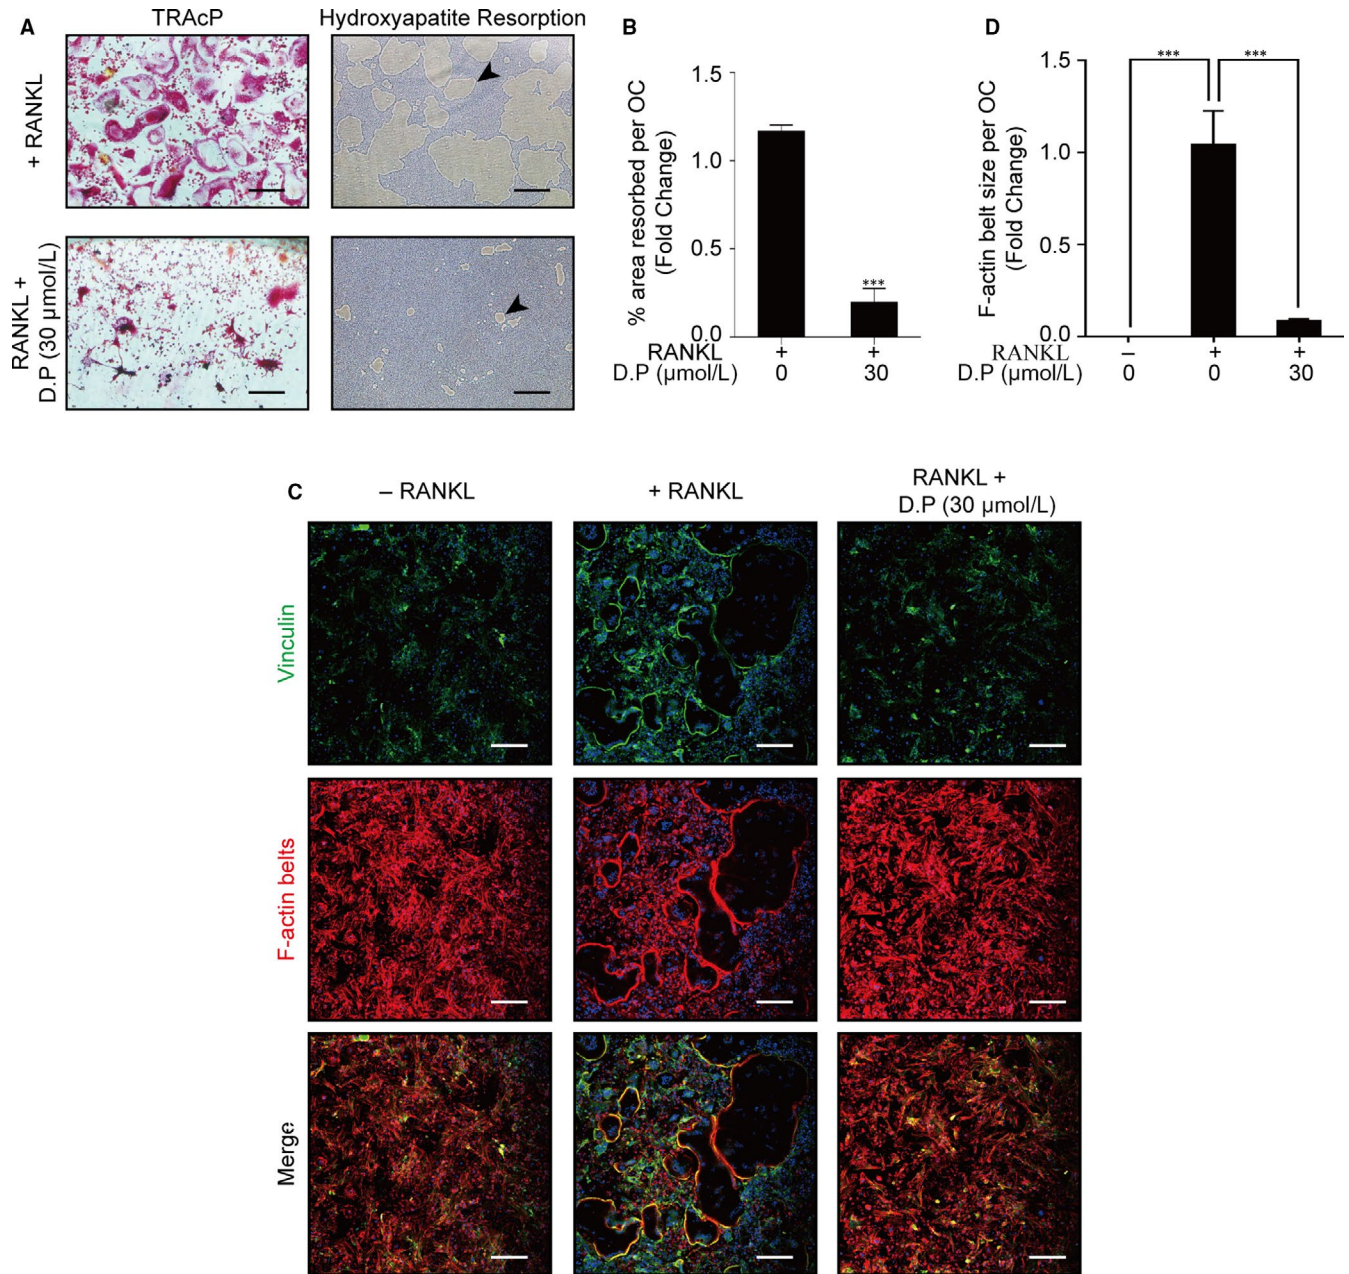 A
TRAcP
Hydroxyapatite Resorption
+ RANKL
RANKL +
D.P (30 µmol/L)
B
% area resorbed per OC
(Fold Change)
1.5
1.0
0.5
0.0
***
RANKL + +
D.P (µmol/L) 0 30
D
F-actin belt size per OC
(Fold Change)
1.5
1.0
0.5
0.0
*** ***
RANKL – + +
D.P (µmol/L) 0 0 30
C
– RANKL
+ RANKL
RANKL +
D.P (30 µmol/L)
Vinculin
F-actin belts
Merge